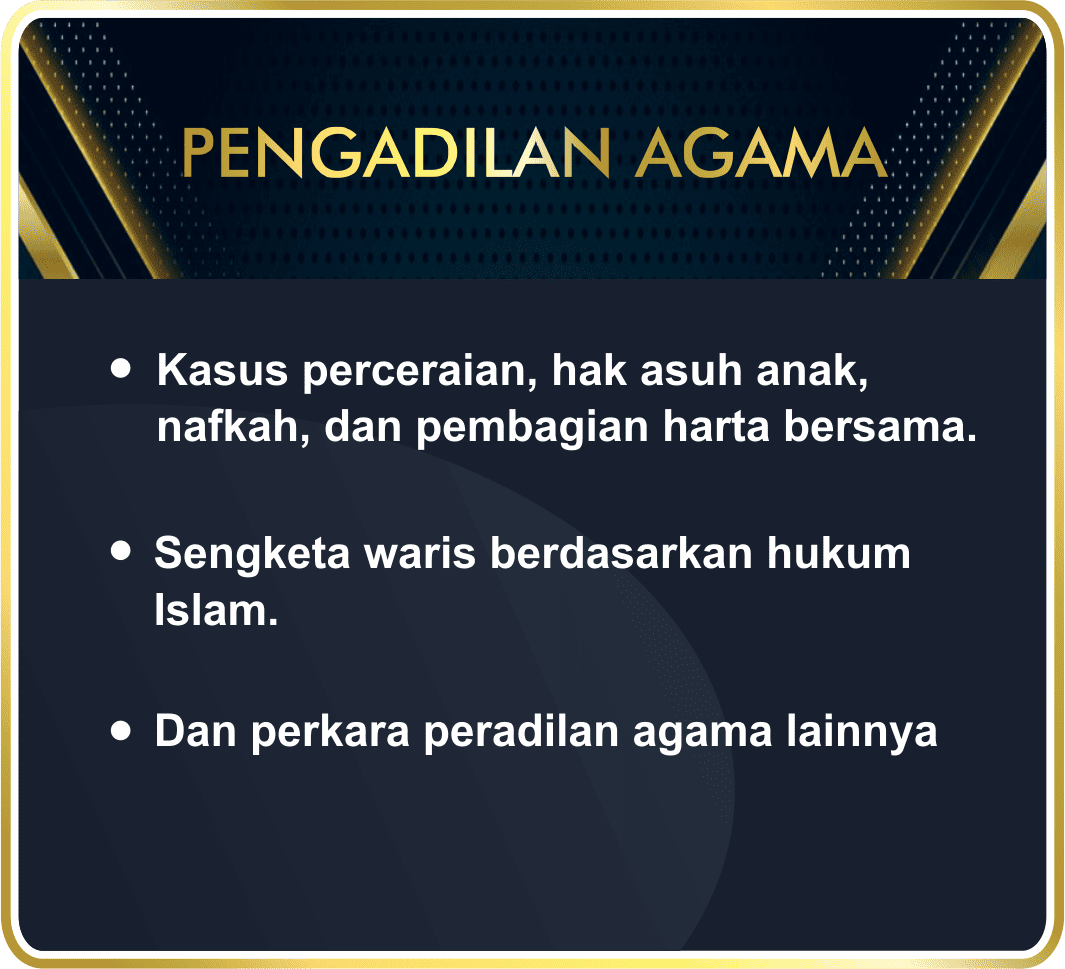 PENGADILAN AGAMA
• Kasus perceraian, hak asuh anak,
nafkah, dan pembagian harta bersama.
• Sengketa waris berdasarkan hukum
Islam.
• Dan perkara peradilan agama lainnya